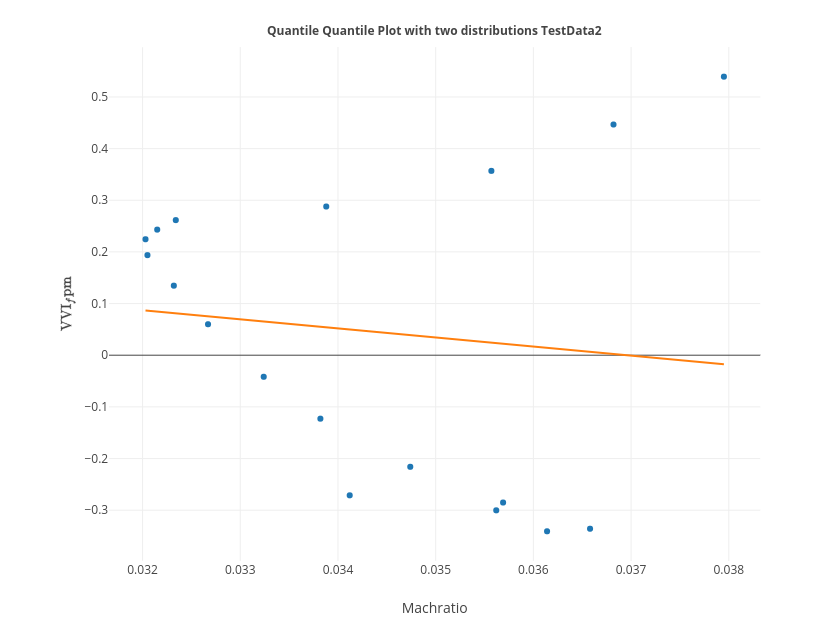 Quantile Quantile Plot with two distributions TestData2
0.5
0.4
0.3
0.2
0.1
0
−0.1
−0.2
−0.3
VVI_fpm
0.032 0.033 0.034 0.035 0.036 0.037 0.038
Machratio